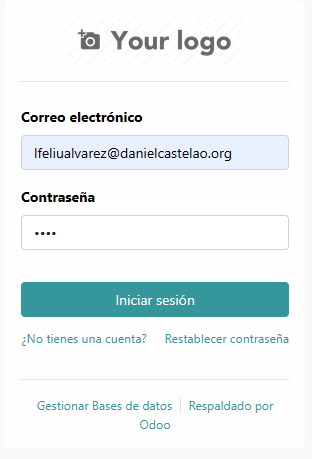 Your logo
Correo electrónico
lfeliualvarez@danielcastelao.org
Contraseña
••••
Iniciar sesión
¿No tienes una cuenta? Restablecer contraseña
Gestionar Bases de datos Respaldado por
Odoo